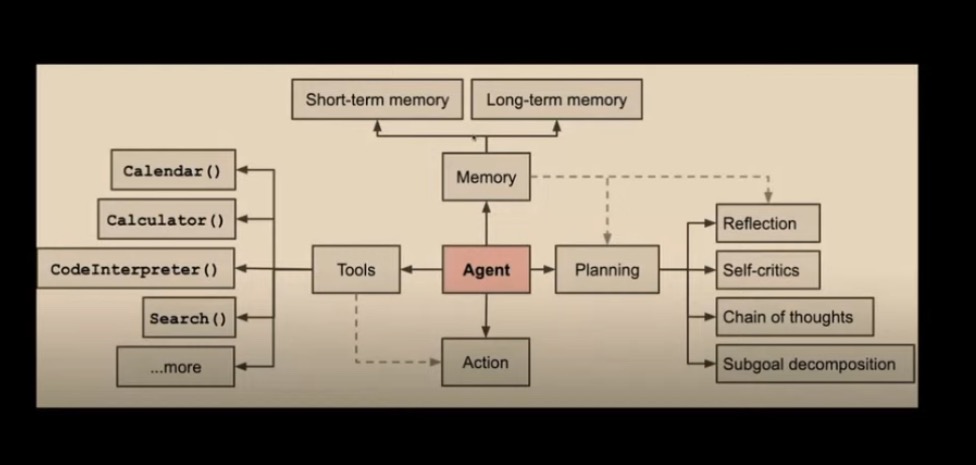 Short-term memory
Long-term memory
Calendar()
Memory
Calculator()
Reflection
CodeInterpreter()
Tools
Agent
Planning
Self-critics
Search()
Chain of thoughts
...more
Action
Subgoal decomposition